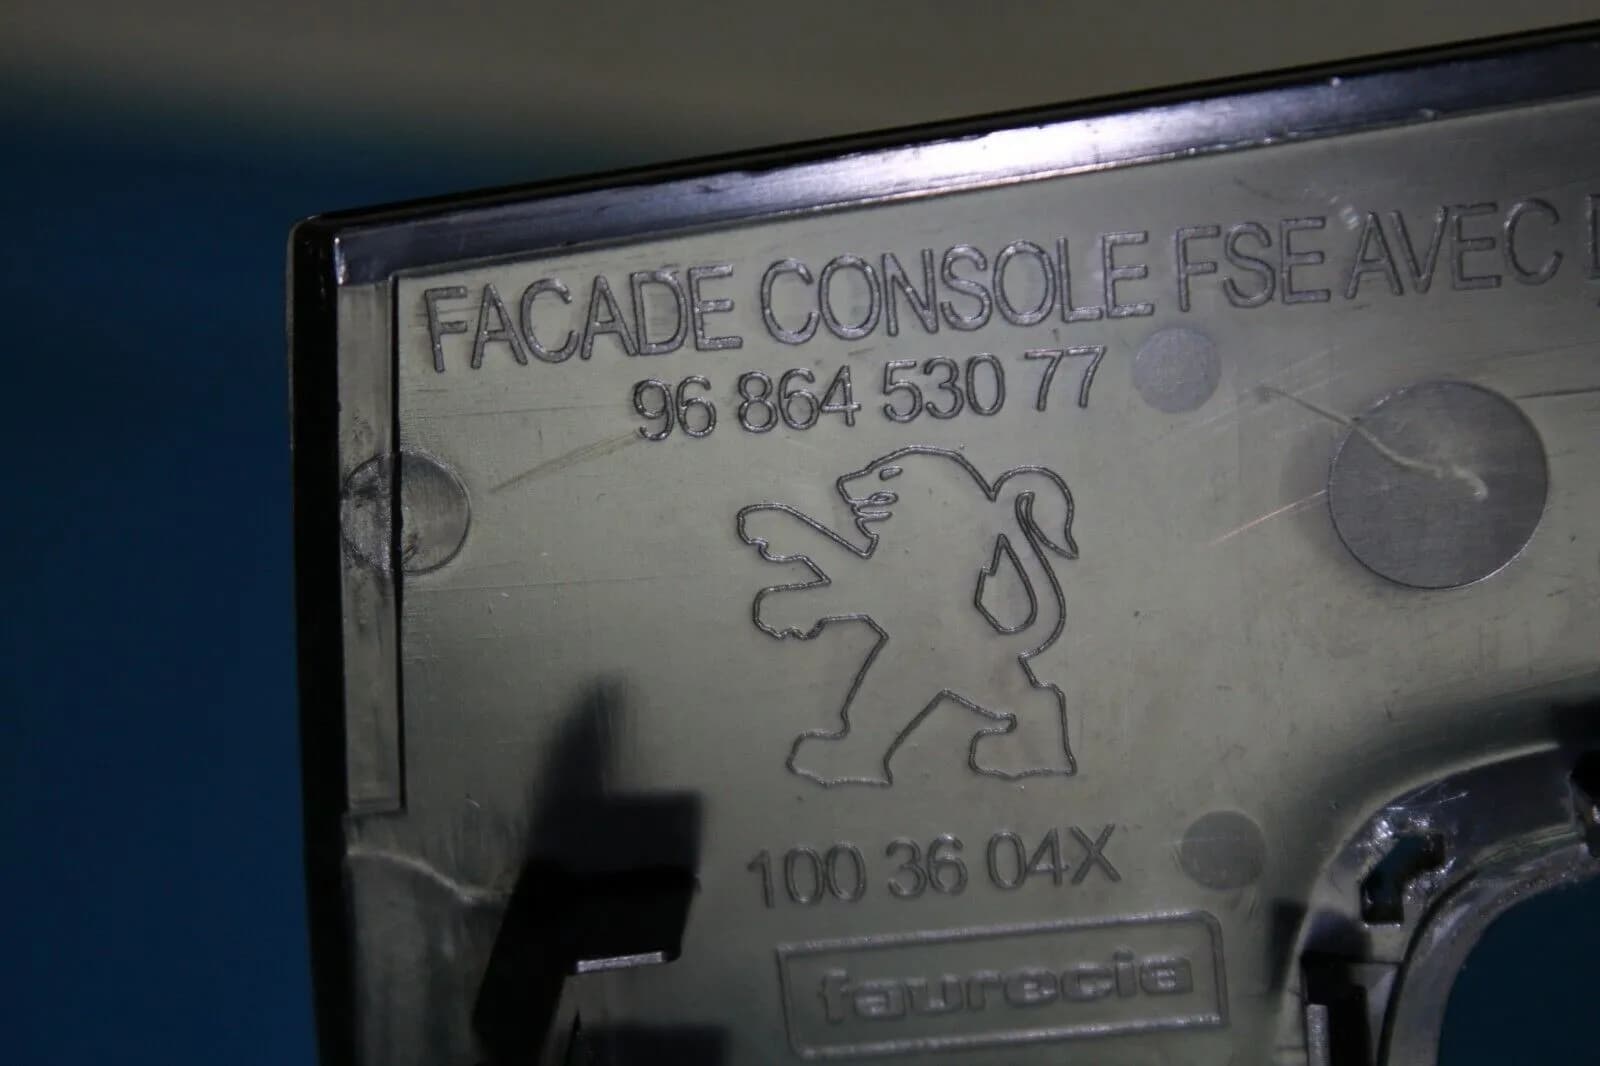 FACADE CONSOLE FSE AVEC
96 864 530 77
100 36 04X
faurecia